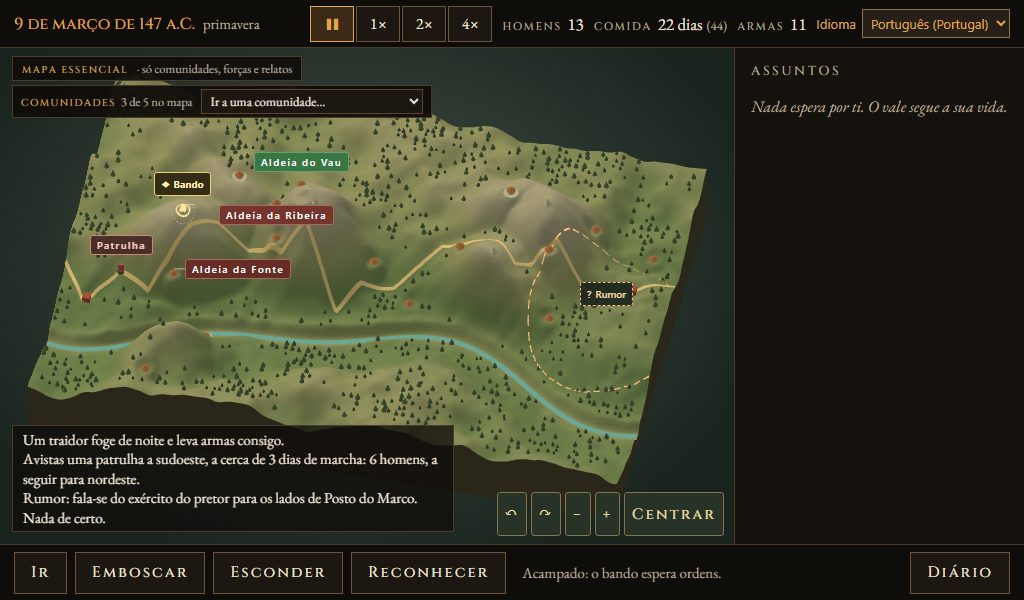 9 DE MARÇO DE 147 A.C. primavera
1× 2× 4×
HOMENS 13 COMIDA 22 dias (44) ARMAS 11 Idioma Português (Portugal)
MAPA ESSENCIAL · só comunidades, forças e relatos
COMUNIDADES 3 de 5 no mapa Ir a uma comunidade...
ASSUNTOS
Nada espera por ti. O vale segue a sua vida.
Aldeia do Vau
◆ Bando
Aldeia da Ribeira
Patrulha
Aldeia da Fonte
? Rumor
Um traidor foge de noite e leva armas consigo.
Avistas uma patrulha a sudoeste, a cerca de 3 dias de marcha: 6 homens, a
seguir para nordeste.
Rumor: fala-se do exército do pretor para os lados de Posto do Marco.
Nada de certo.
↶ ↷ − + CENTRAR
IR EMBOSCAR ESCONDER RECONHECER Acampado: o bando espera ordens. DIÁRIO